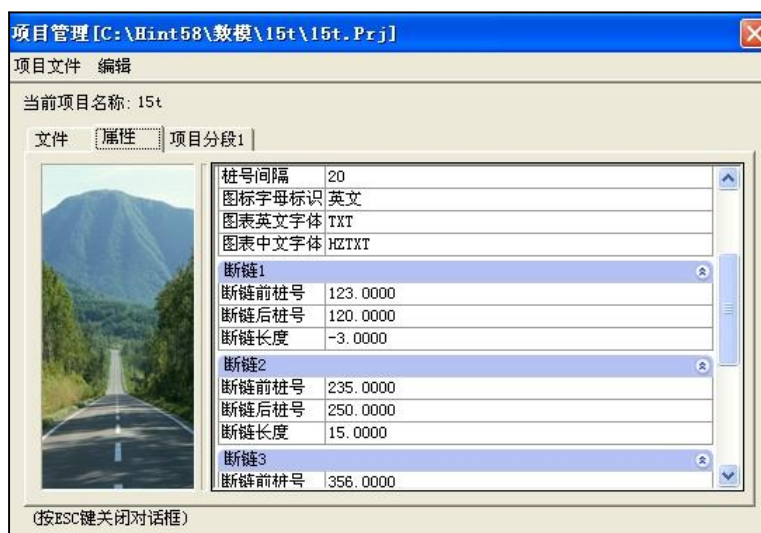 项目管理[C:\Hint58\数模\15t\15t.Prj]
项目文件 编辑
当前项目名称: 15t
文件 属性 项目分段1
桩号间隔 20
图标字母标识 英文
图表英文字体 TXT
图表中文字体 HZTXT
断链1
断链前桩号 123.0000
断链后桩号 120.0000
断链长度 -3.0000
断链2
断链前桩号 235.0000
断链后桩号 250.0000
断链长度 15.0000
断链3
断链前桩号 356.0000
(按ESC键关闭对话框)